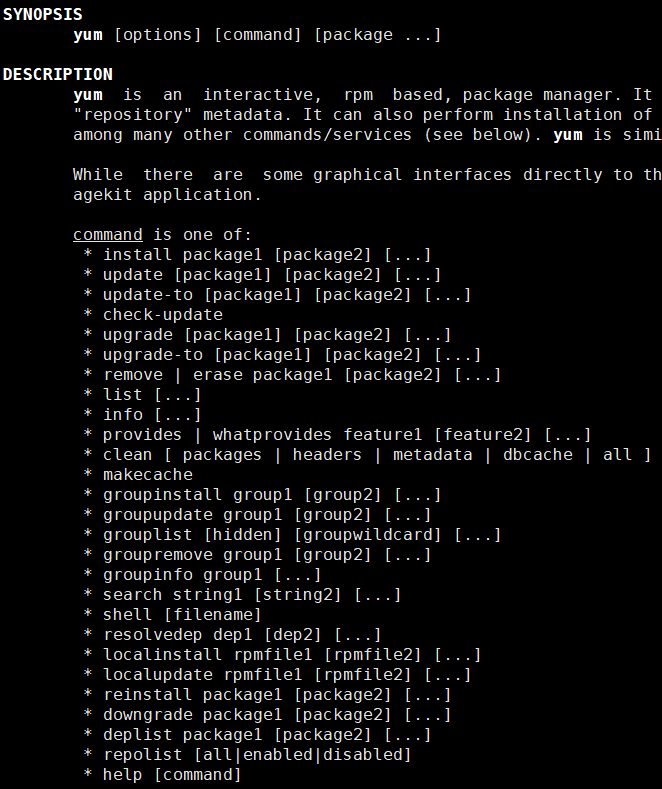 SYNOPSIS
yum [options] [command] [package ...]
DESCRIPTION
yum is an interactive, rpm based, package manager. It
"repository" metadata. It can also perform installation of
among many other commands/services (see below). yum is simi
While there are some graphical interfaces directly to th
agekit application.
command is one of:
* install package1 [package2] [...]
* update [package1] [package2] [...]
* update-to [package1] [package2] [...]
* check-update
* upgrade [package1] [package2] [...]
* upgrade-to [package1] [package2] [...]
* remove | erase package1 [package2] [...]
* list [...]
* info [...]
* provides | whatprovides feature1 [feature2] [...]
* clean [ packages | headers | metadata | dbcache | all ]
* makecache
* groupinstall group1 [group2] [...]
* groupupdate group1 [group2] [...]
* grouplist [hidden] [groupwildcard] [...]
* groupremove group1 [group2] [...]
* groupinfo group1 [...]
* search string1 [string2] [...]
* shell [filename]
* resolvedep dep1 [dep2] [...]
* localinstall rpmfile1 [rpmfile2] [...]
* localupdate rpmfile1 [rpmfile2] [...]
* reinstall package1 [package2] [...]
* downgrade package1 [package2] [...]
* deplist package1 [package2] [...]
* repolist [all|enabled|disabled]
* help [command]